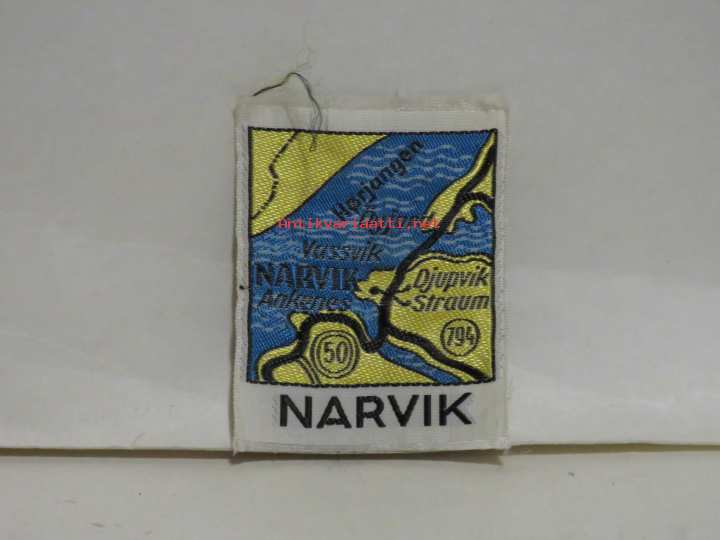 Herjangen
Antikvariaatti.net
Vassvik
NARVIK
Ankenes
Djupvik
Straum
50
794
NARVIK